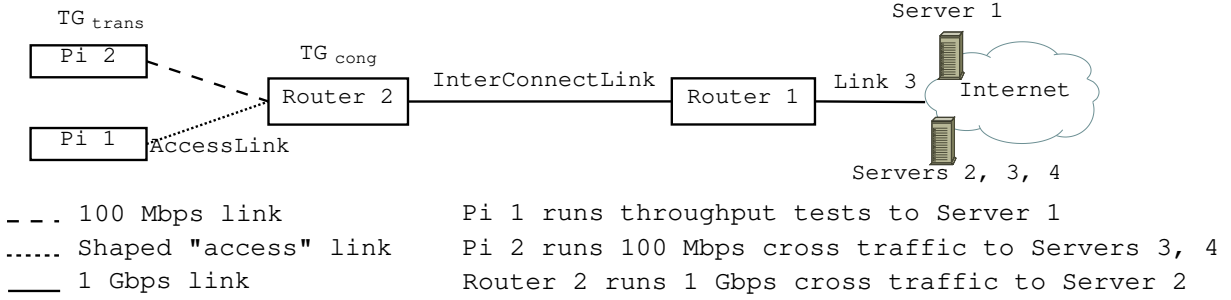 Server 1
TG trans
Pi 2
TG cong
InterConnectLink
Link 3
Internet
Router 2
Router 1
Pi 1
AccessLink
Servers 2, 3, 4
100 Mbps link
Pi 1 runs throughput tests to Server 1
Shaped "access" link
Pi 2 runs 100 Mbps cross traffic to Servers 3, 4
1 Gbps link
Router 2 runs 1 Gbps cross traffic to Server 2